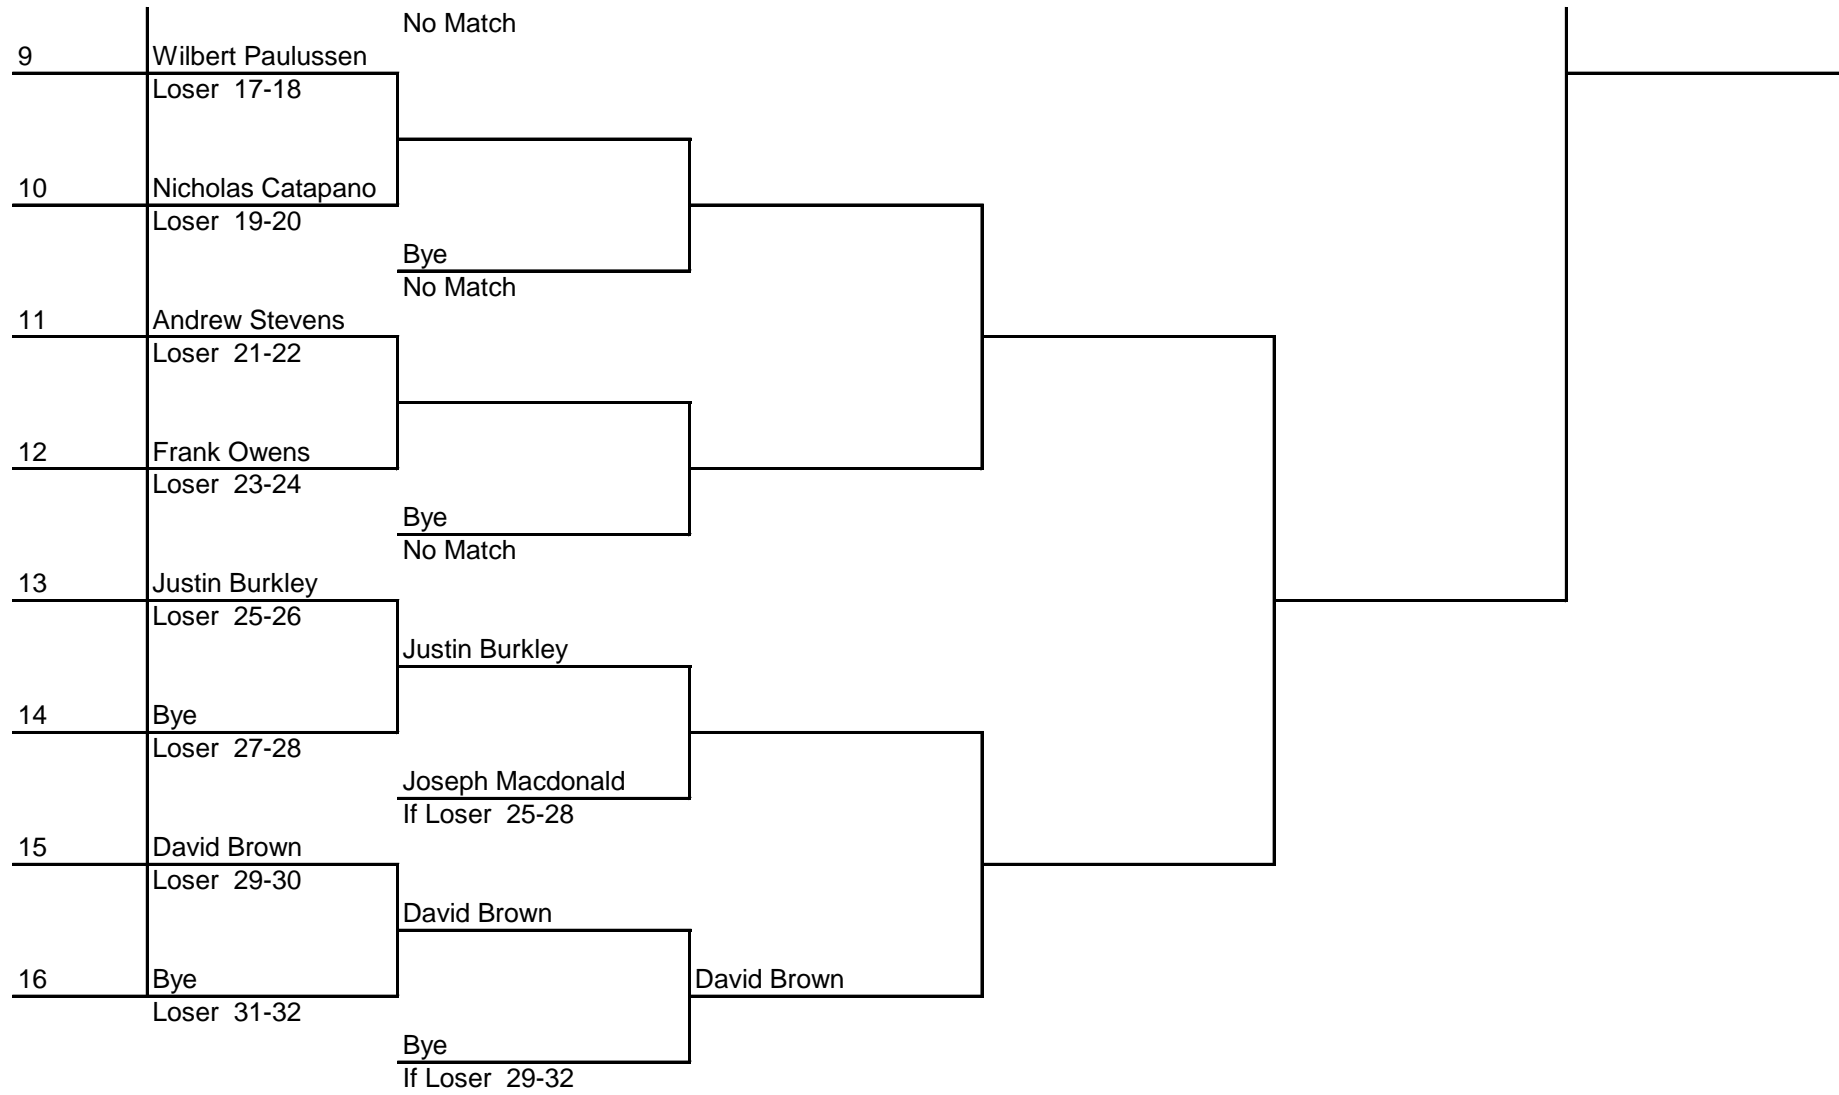 No Match
9 Wilbert Paulussen
Loser 17-18
10 Nicholas Catapano
Loser 19-20
Bye
No Match
11 Andrew Stevens
Loser 21-22
12 Frank Owens
Loser 23-24
Bye
No Match
13 Justin Burkley
Loser 25-26
Justin Burkley
14 Bye
Loser 27-28
Joseph Macdonald
If Loser 25-28
15 David Brown
Loser 29-30
David Brown
16 Bye David Brown
Loser 31-32
Bye
If Loser 29-32